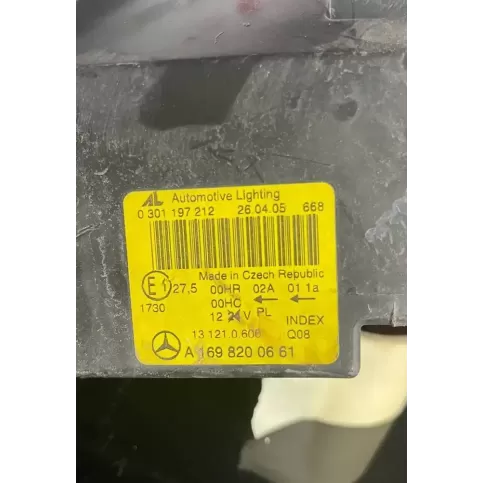 AL Automotive Lighting
0 301 197 212 26.04.05 668
Made in Czech Republic
E1 27,5 00HR 02A 01 1a
1730 00HC ← ←
12 24 V PL INDEX
13 121 0.606 Q08
A 169 820 06 61